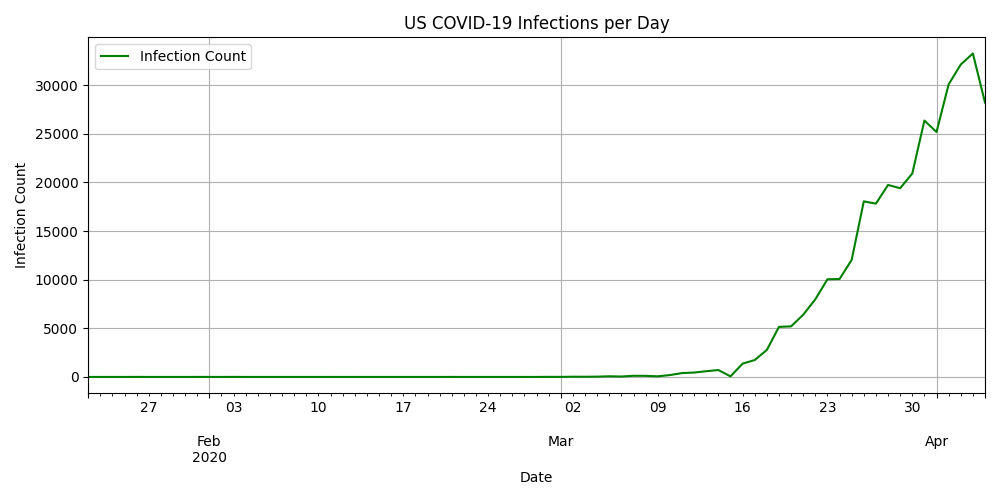 US COVID-19 Infections per Day
Infection Count
30000
25000
20000
15000
10000
5000
0
Infection Count
27 03 10 17 24 02 09 16 23 30
Feb Mar Apr
2020
Date